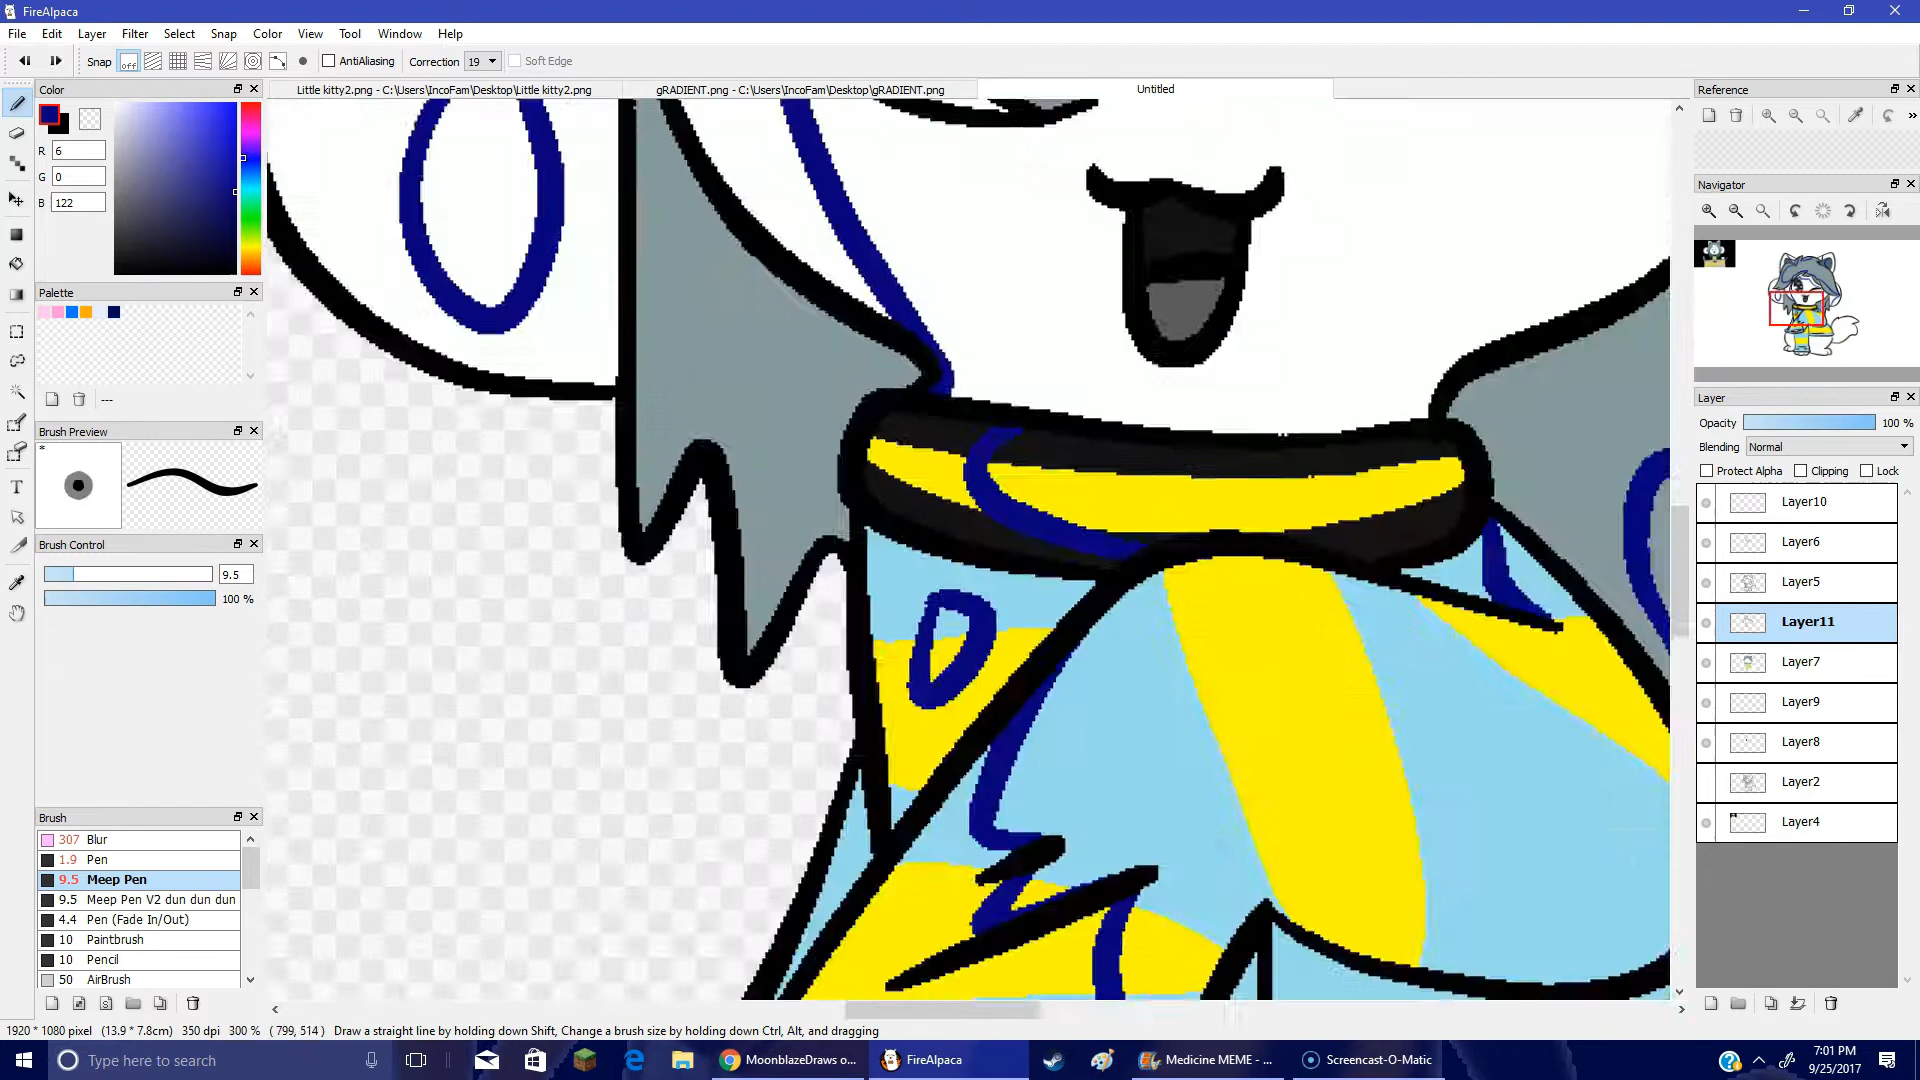 FireAlpaca
File Edit Layer Filter Select Snap Color View Tool Window Help
Snap off AntiAliasing Correction 19 Soft Edge
Color
Little kitty2.png - C:\Users\IncoFam\Desktop\Little kitty2.png
gRADIENT.png - C:\Users\IncoFam\Desktop\gRADIENT.png
Untitled
Reference
R 6
G 0
B 122
Navigator
Palette
---
Layer
Opacity 100 %
Blending Normal
Protect Alpha Clipping Lock
Brush Preview
*
Layer10
Layer6
Brush Control
9.5
100 %
Layer5
Layer11
Layer7
Layer9
Layer8
Layer2
Layer4
Brush
307 Blur
1.9 Pen
9.5 Meep Pen
9.5 Meep Pen V2 dun dun dun
4.4 Pen (Fade In/Out)
10 Paintbrush
10 Pencil
50 AirBrush
1920 * 1080 pixel (13.9 * 7.8cm) 350 dpi 300 % ( 799, 514 ) Draw a straight line by holding down Shift, Change a brush size by holding down Ctrl, Alt, and dragging
Type here to search
MoonblazeDraws o...
FireAlpaca
Medicine MEME - ...
Screencast-O-Matic
7:01 PM
9/25/2017